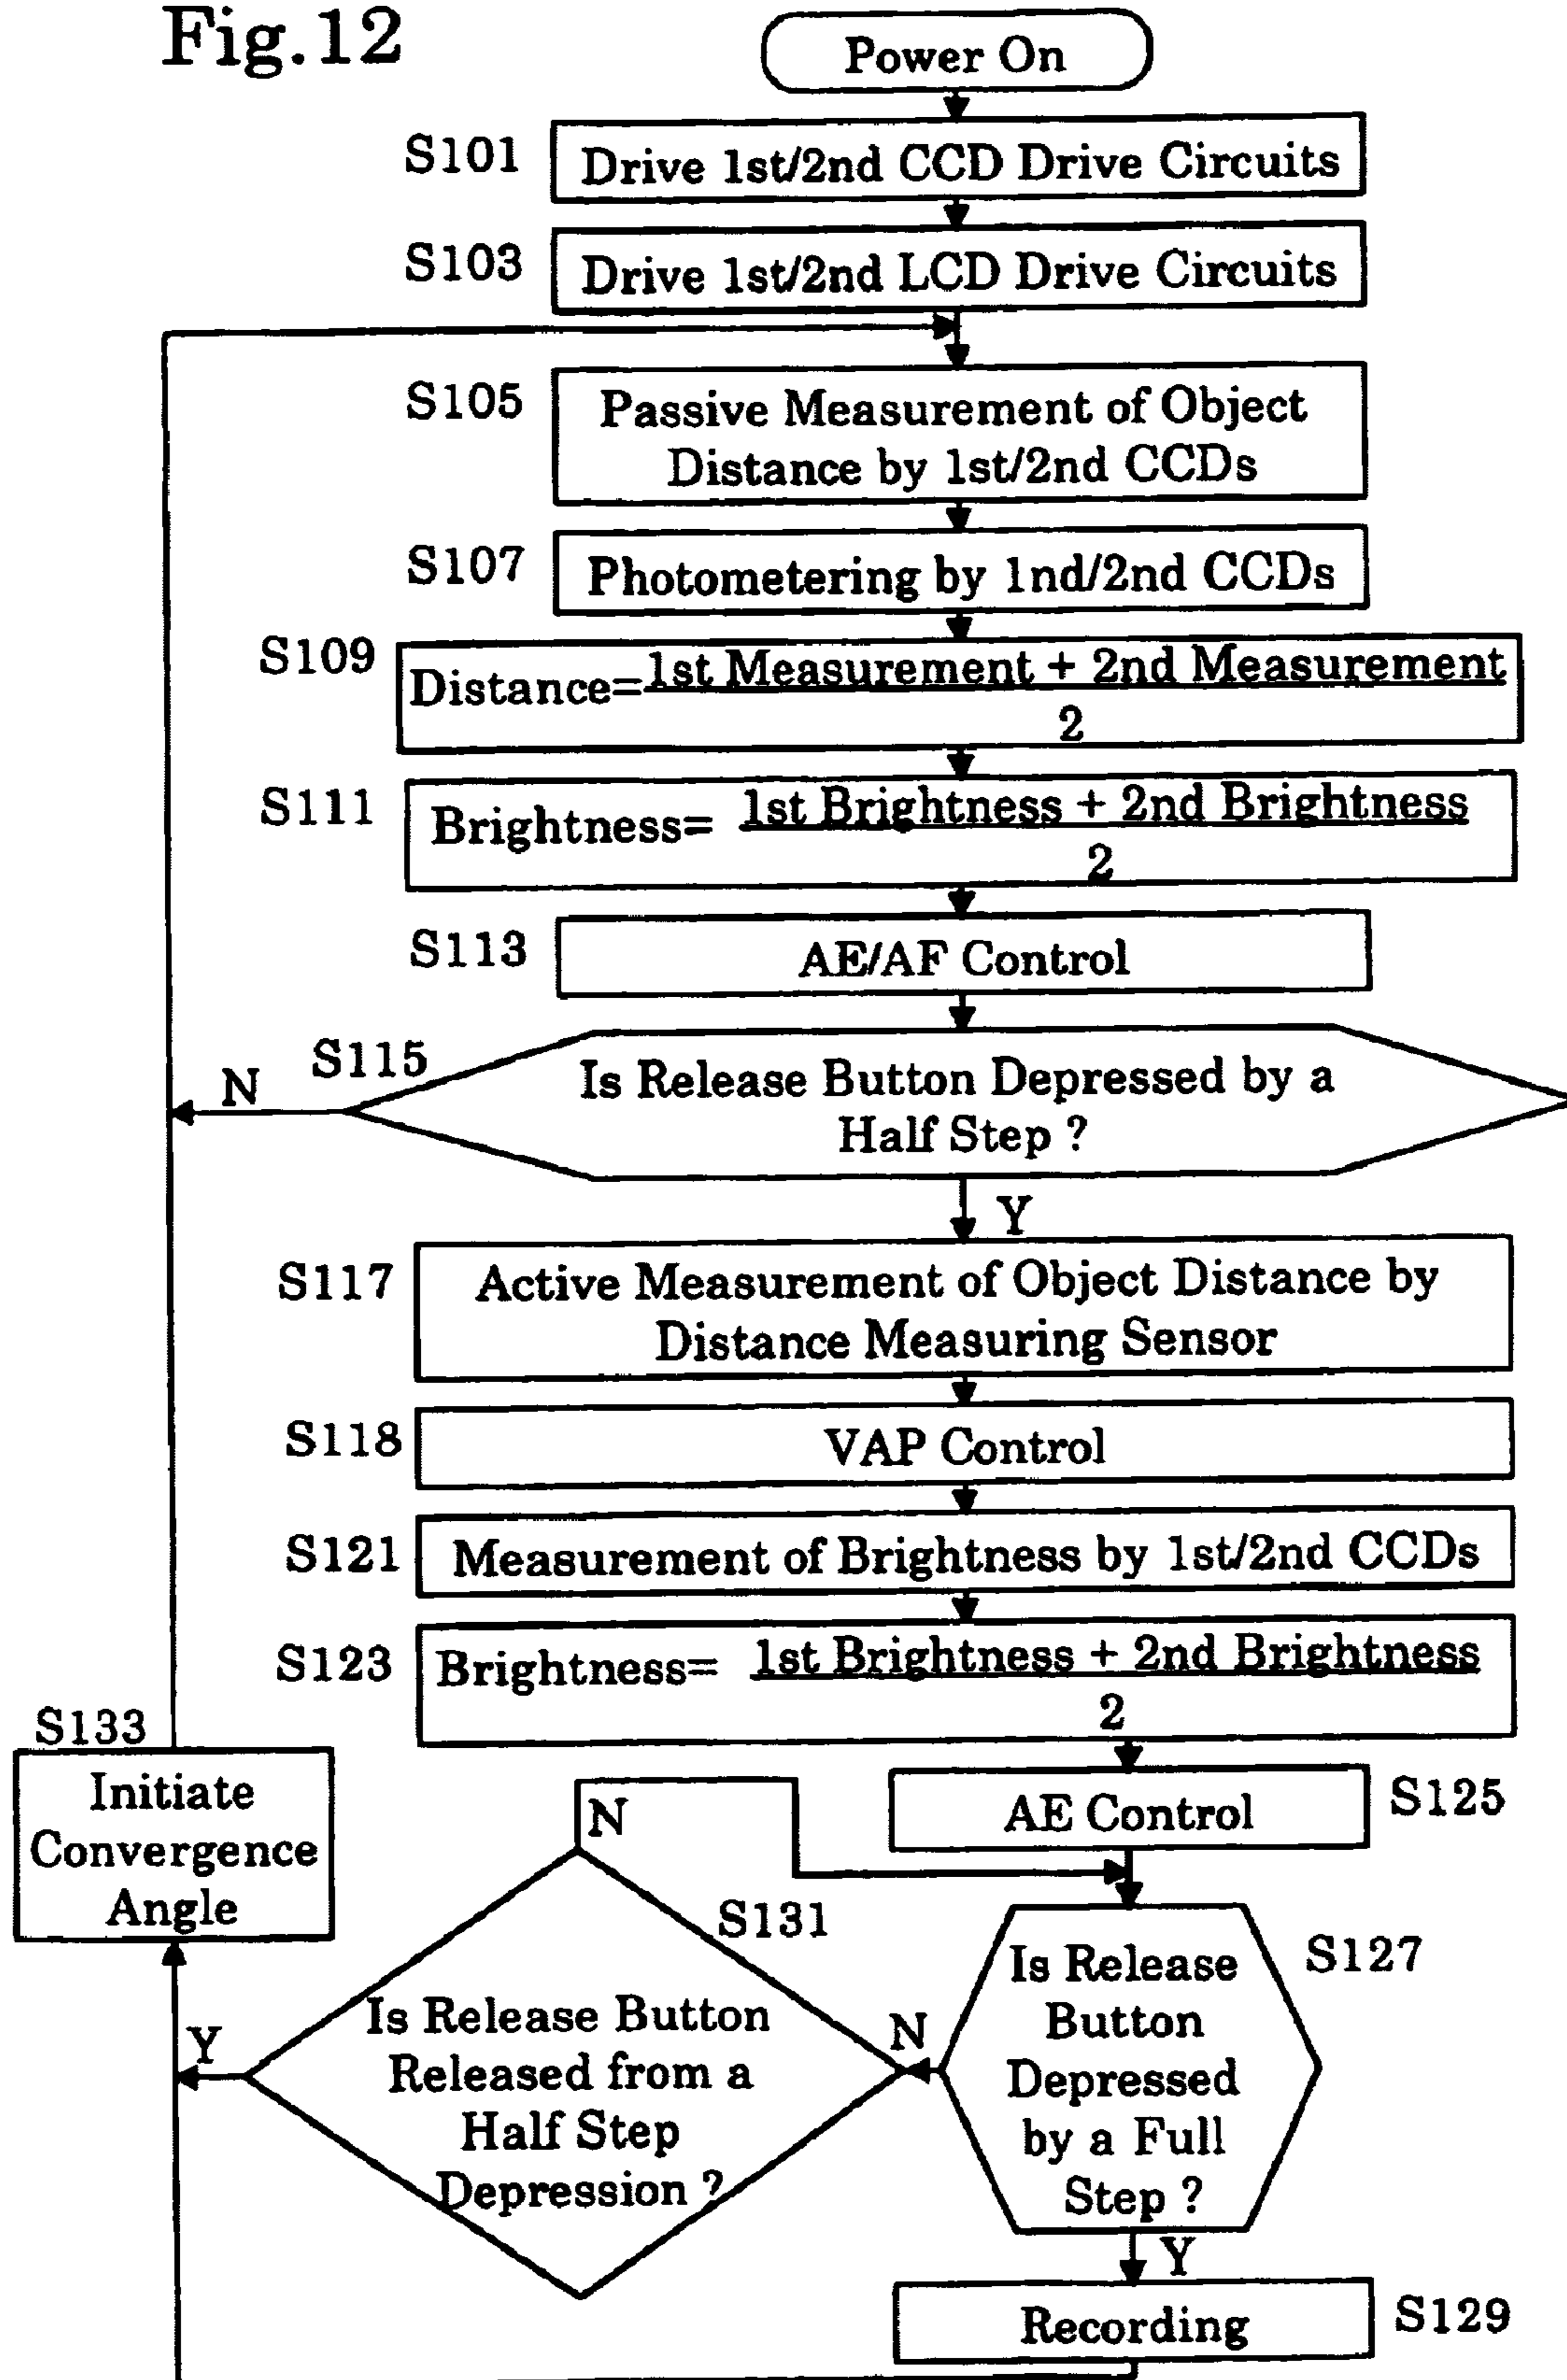 Fig.12
Power On
S101
Drive 1st/2nd CCD Drive Circuits
S103
Drive 1st/2nd LCD Drive Circuits
S105
Passive Measurement of Object
Distance by 1st/2nd CCDs
S107
Photometering by 1nd/2nd CCDs
S109
Distance=1st Measurement + 2nd Measurement
2
S111
Brightness= 1st Brightness + 2nd Brightness
2
S113
AE/AF Control
S115
N
Is Release Button Depressed by a
Half Step ?
Y
S117
Active Measurement of Object Distance by
Distance Measuring Sensor
S118
VAP Control
S121
Measurement of Brightness by 1st/2nd CCDs
S123
Brightness= 1st Brightness + 2nd Brightness
2
S133
Initiate
Convergence
Angle
N
AE Control
S125
S131
Is Release Button
Released from a
Half Step
Depression ?
Y
N
S127
Is Release
Button
Depressed
by a Full
Step ?
Y
Recording
S129